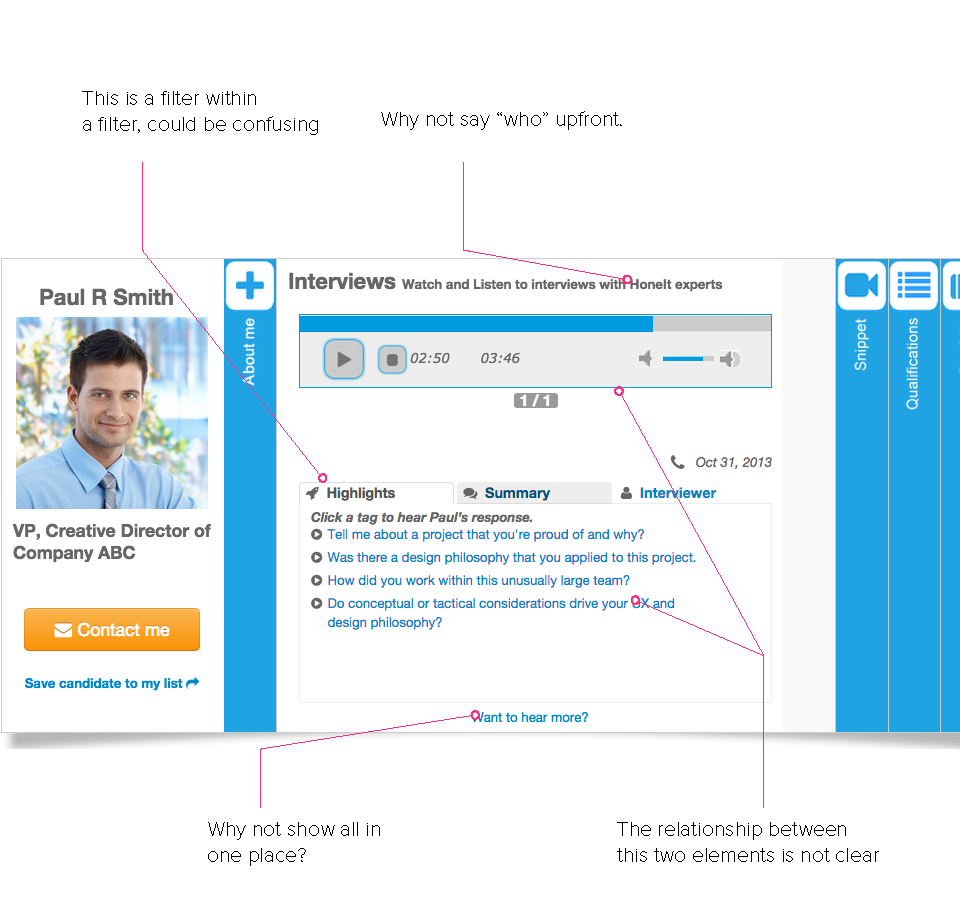 This is a filter within
a filter, could be confusing
Why not say “who” upfront.
Paul R Smith
VP, Creative Director of
Company ABC
Contact me
Save candidate to my list
About me
Interviews Watch and Listen to interviews with HoneIt experts
02:50 03:46
1 / 1
Oct 31, 2013
Highlights Summary Interviewer
Click a tag to hear Paul's response.
Tell me about a project that you're proud of and why?
Was there a design philosophy that you applied to this project.
How did you work within this unusually large team?
Do conceptual or tactical considerations drive your UX and
design philosophy?
Want to hear more?
Snippet
Qualifications
Why not show all in
one place?
The relationship between
this two elements is not clear